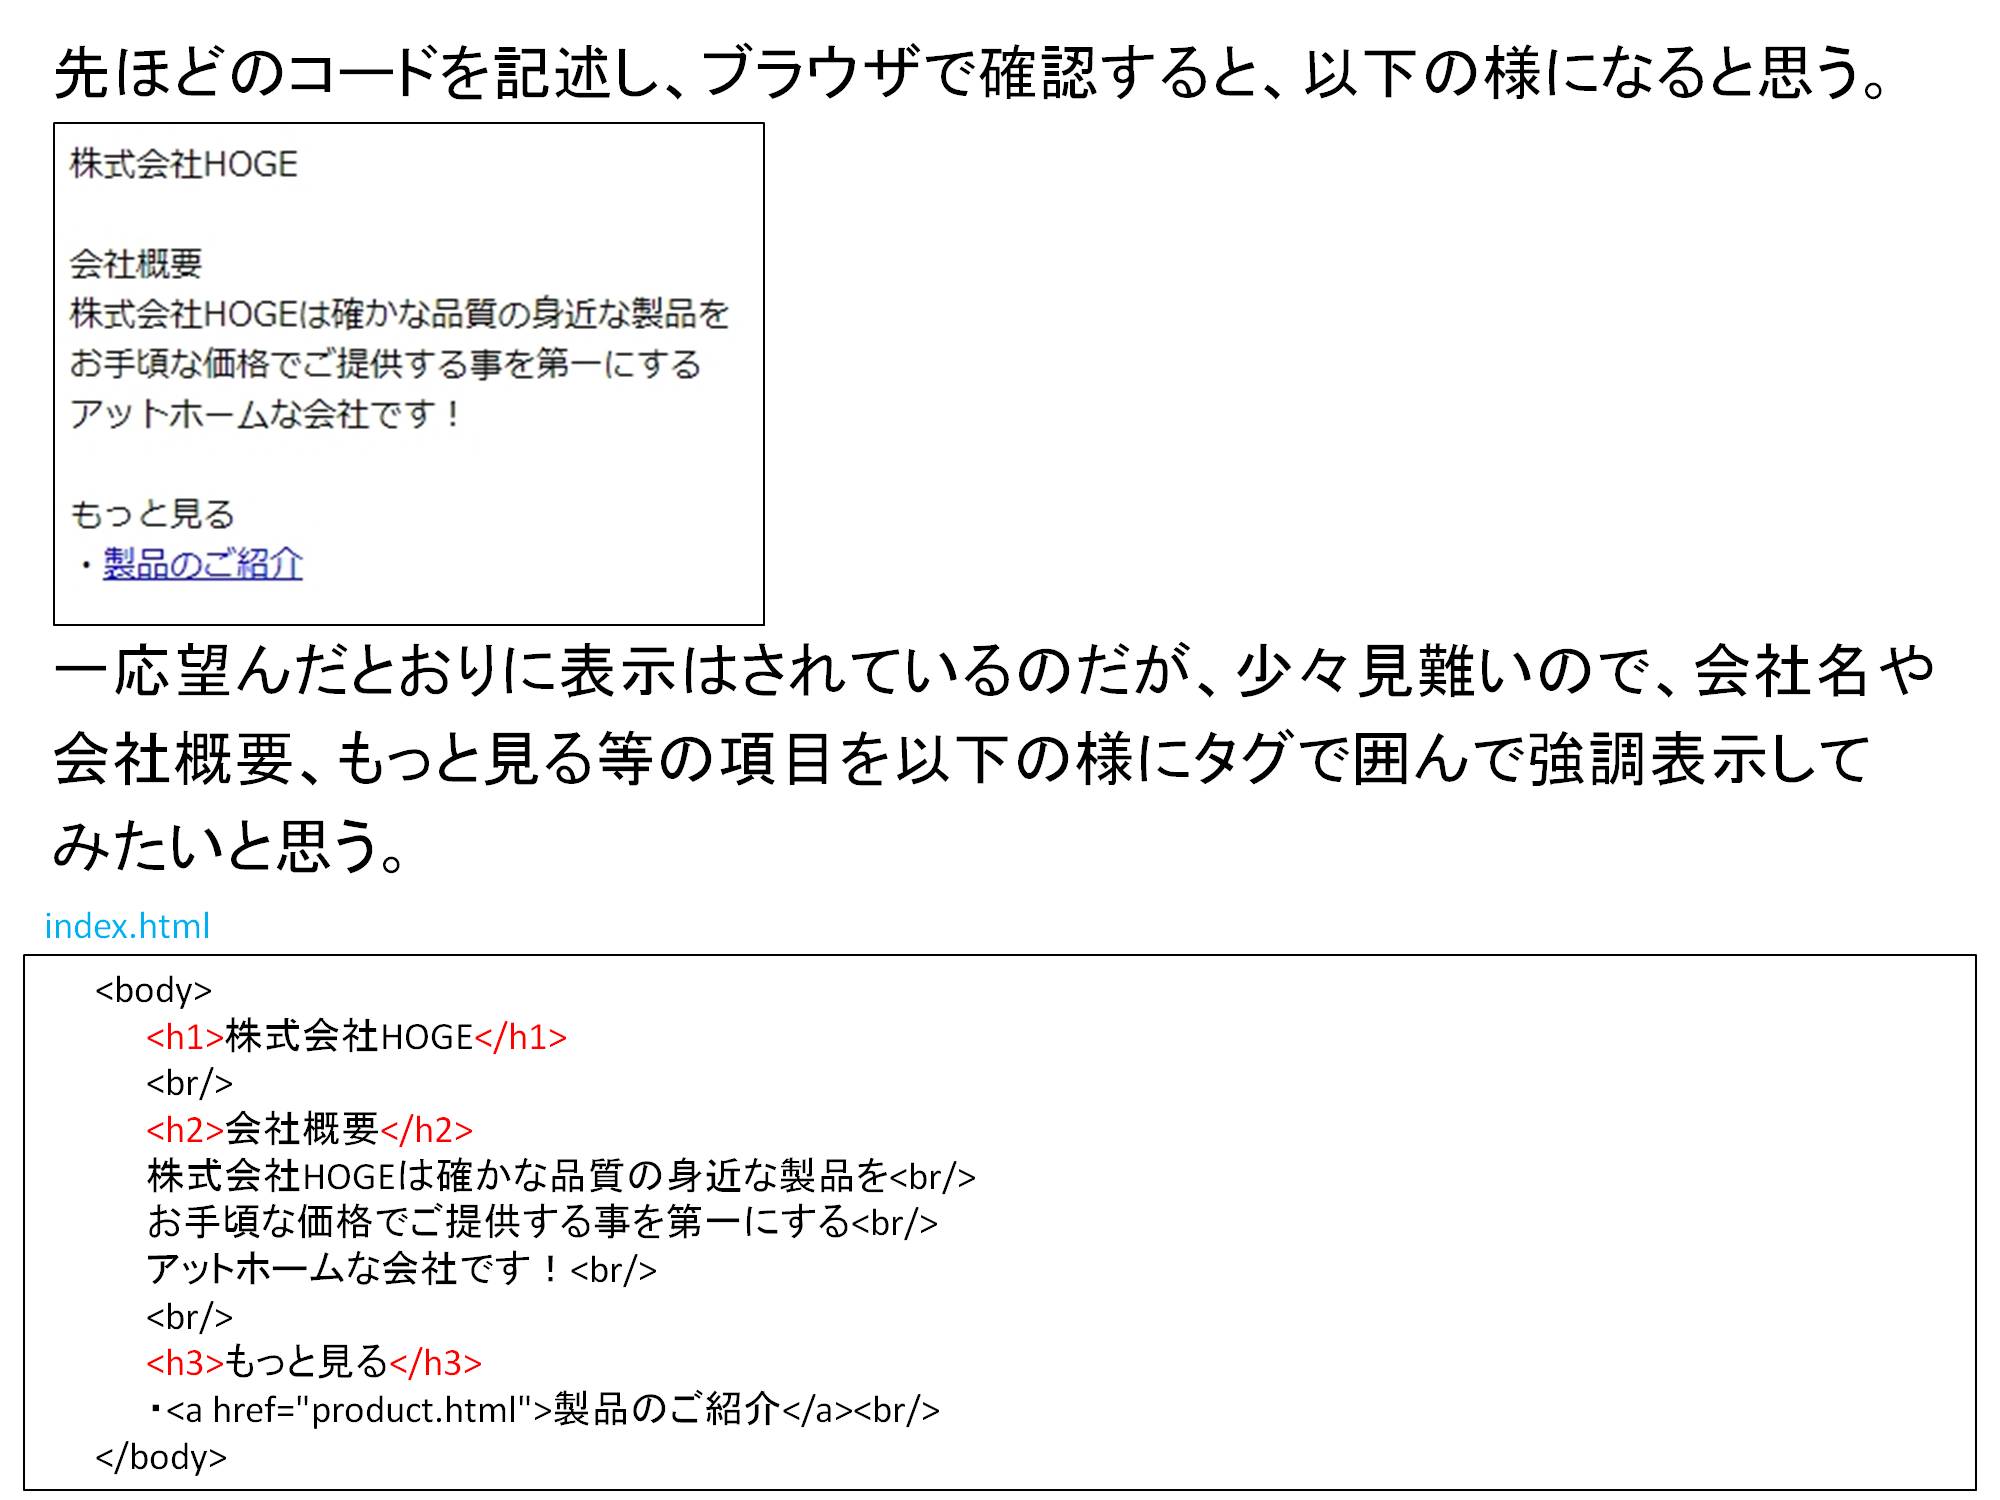 先ほどのコードを記述し、ブラウザで確認すると、以下の様になると思う。
株式会社HOGE
会社概要
株式会社HOGEは確かな品質の身近な製品を
お手頃な価格でご提供する事を第一にする
アットホームな会社です！
もっと見る
・製品のご紹介
一応望んだとおりに表示はされているのだが、少々見難いので、会社名や
会社概要、もっと見る等の項目を以下の様にタグで囲んで強調表示して
みたいと思う。
index.html
<body>
<h1>株式会社HOGE</h1>
<br/>
<h2>会社概要</h2>
株式会社HOGEは確かな品質の身近な製品を<br/>
お手頃な価格でご提供する事を第一にする<br/>
アットホームな会社です！<br/>
<br/>
<h3>もっと見る</h3>
・<a href="product.html">製品のご紹介</a><br/>
</body>